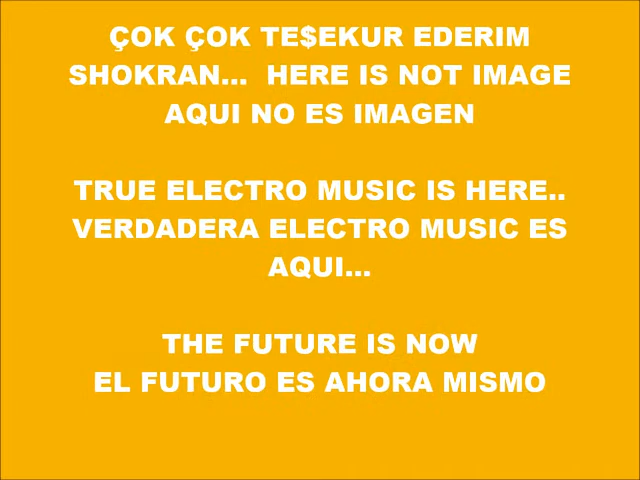 ÇOK ÇOK TE$EKUR EDERIM
SHOKRAN...  HERE IS NOT IMAGE
AQUI NO ES IMAGEN
TRUE ELECTRO MUSIC IS HERE..
VERDADERA ELECTRO MUSIC ES
AQUI...
THE FUTURE IS NOW
EL FUTURO ES AHORA MISMO